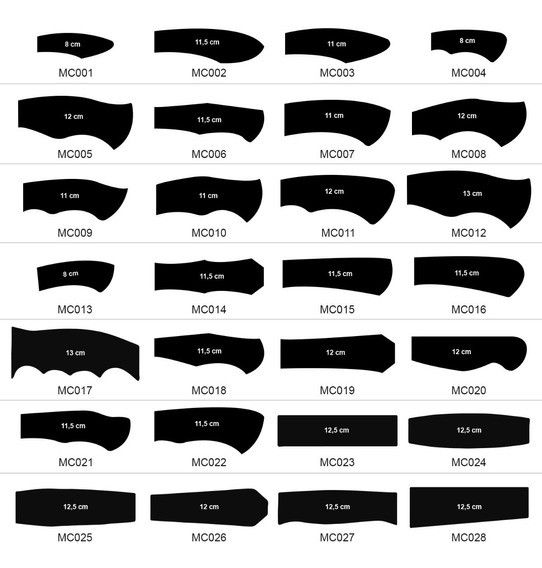 8 cm
11,5 cm
11 cm
8 cm
MC001
MC002
MC003
MC004
12 cm
11,5 cm
11 cm
12 cm
MC005
MC006
MC007
MC008
11 cm
11 cm
12 cm
13 cm
MC009
MC010
MC011
MC012
8 cm
11,5 cm
11,5 cm
11,5 cm
MC013
MC014
MC015
MC016
13 cm
11,5 cm
12 cm
12 cm
MC017
MC018
MC019
MC020
11,5 cm
11,5 cm
12,5 cm
12,5 cm
MC021
MC022
MC023
MC024
12,5 cm
12 cm
12,5 cm
12,5 cm
MC025
MC026
MC027
MC028